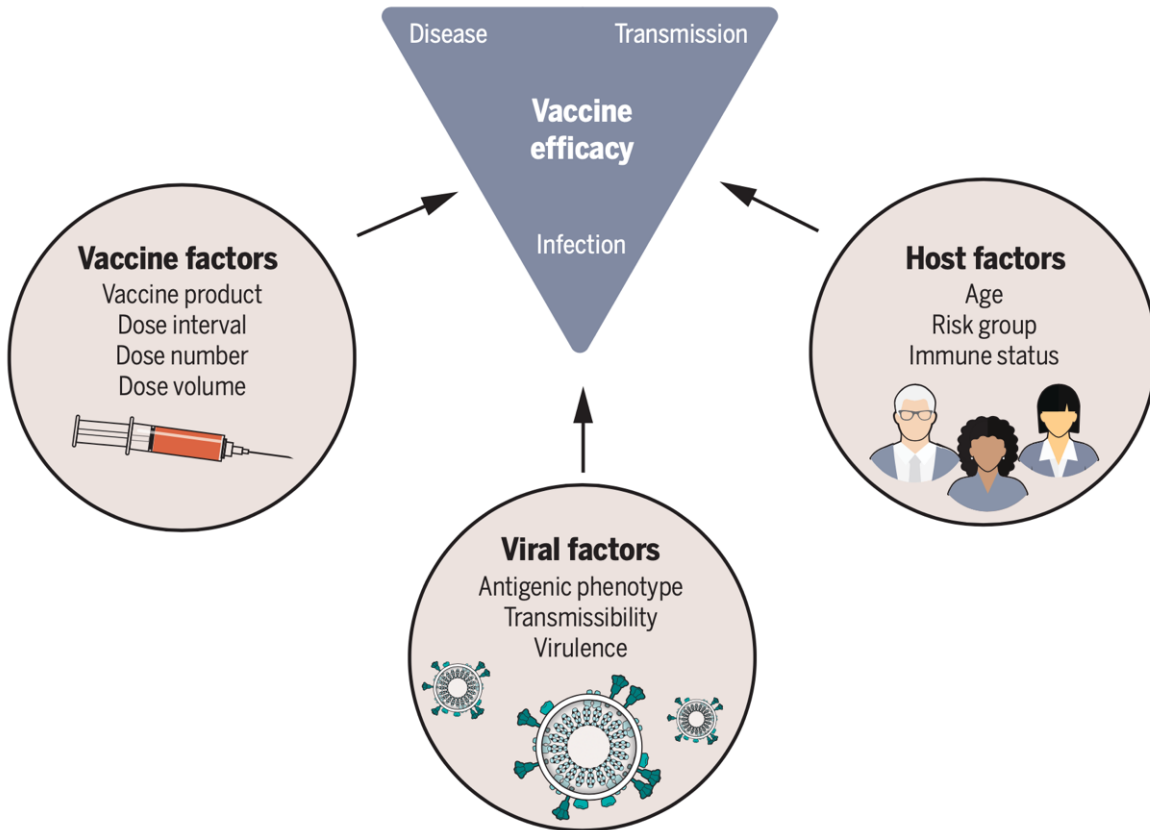 Disease
Transmission
Vaccine
efficacy
Infection
Vaccine factors
Vaccine product
Dose interval
Dose number
Dose volume
Host factors
Age
Risk group
Immune status
Viral factors
Antigenic phenotype
Transmissibility
Virulence